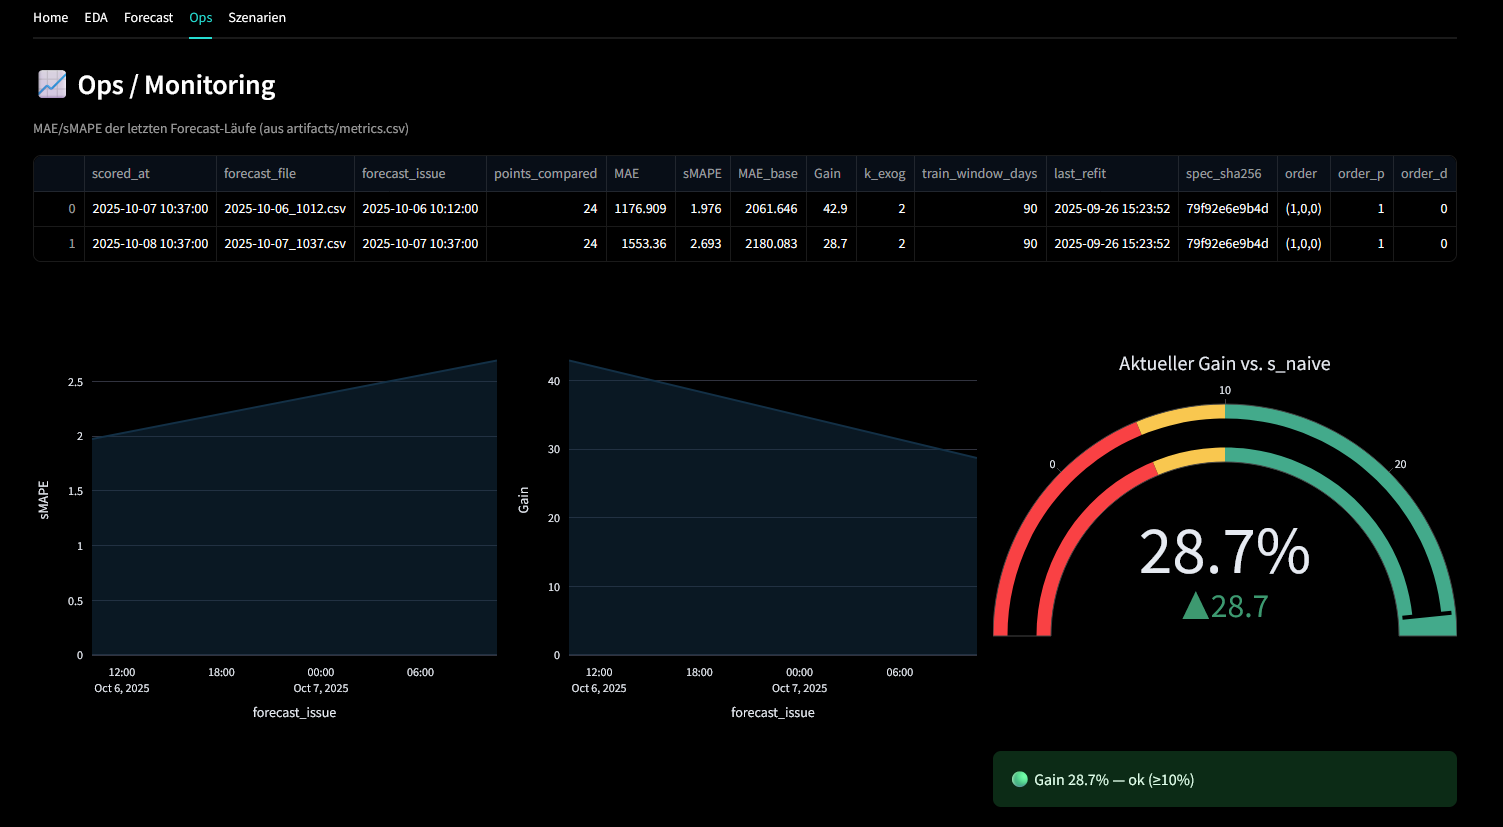 Home EDA Forecast Ops Szenarien
Ops / Monitoring
MAE/sMAPE der letzten Forecast-Läufe (aus artifacts/metrics.csv)
scored_at forecast_file forecast_issue points_compared MAE sMAPE MAE_base Gain k_exog train_window_days last_refit spec_sha256 order order_p order_d
0 2025-10-07 10:37:00 2025-10-06_1012.csv 2025-10-06 10:12:00 24 1176.909 1.976 2061.646 42.9 2 90 2025-09-26 15:23:52 79f92e6e9b4d (1,0,0) 1 0
1 2025-10-08 10:37:00 2025-10-07_1037.csv 2025-10-07 10:37:00 24 1553.36 2.693 2180.083 28.7 2 90 2025-09-26 15:23:52 79f92e6e9b4d (1,0,0) 1 0
sMAPE
2.5
2
1.5
1
0.5
0
12:00 18:00 00:00 06:00
Oct 6, 2025 Oct 7, 2025
forecast_issue
Gain
40
30
20
10
0
12:00 18:00 00:00 06:00
Oct 6, 2025 Oct 7, 2025
forecast_issue
Aktueller Gain vs. s_naive
10
0 20
28.7%
▲28.7
Gain 28.7% — ok (≥10%)